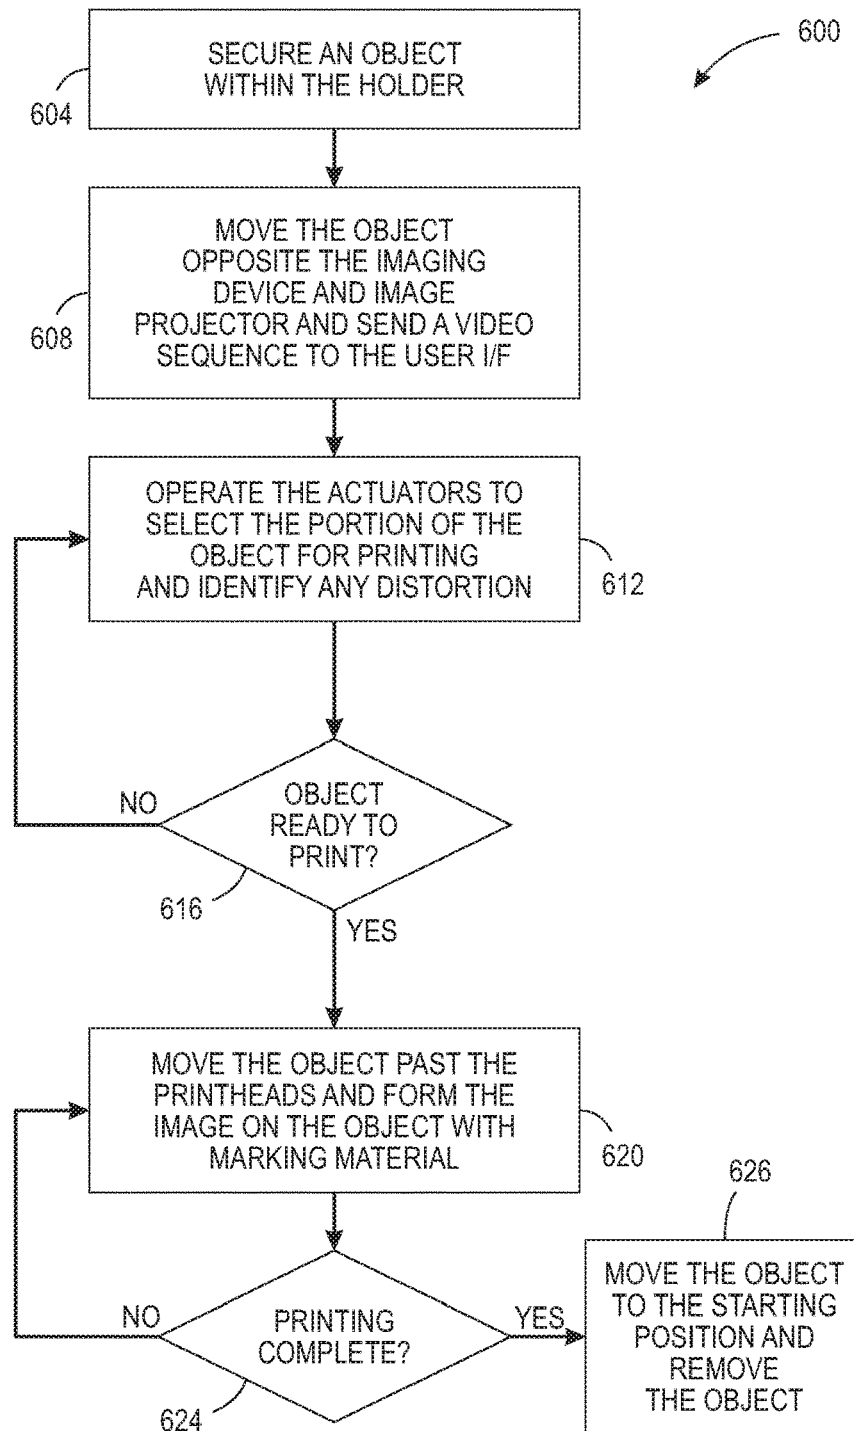 600
SECURE AN OBJECT
WITHIN THE HOLDER
604
MOVE THE OBJECT
OPPOSITE THE IMAGING
DEVICE AND IMAGE
PROJECTOR AND SEND A VIDEO
SEQUENCE TO THE USER I/F
608
OPERATE THE ACTUATORS TO
SELECT THE PORTION OF THE
OBJECT FOR PRINTING
AND IDENTIFY ANY DISTORTION
612
NO
OBJECT
READY TO
PRINT?
616
YES
MOVE THE OBJECT PAST THE
PRINTHEADS AND FORM THE
IMAGE ON THE OBJECT WITH
MARKING MATERIAL
620
NO
PRINTING
COMPLETE?
624
YES
626
MOVE THE OBJECT
TO THE STARTING
POSITION AND
REMOVE
THE OBJECT